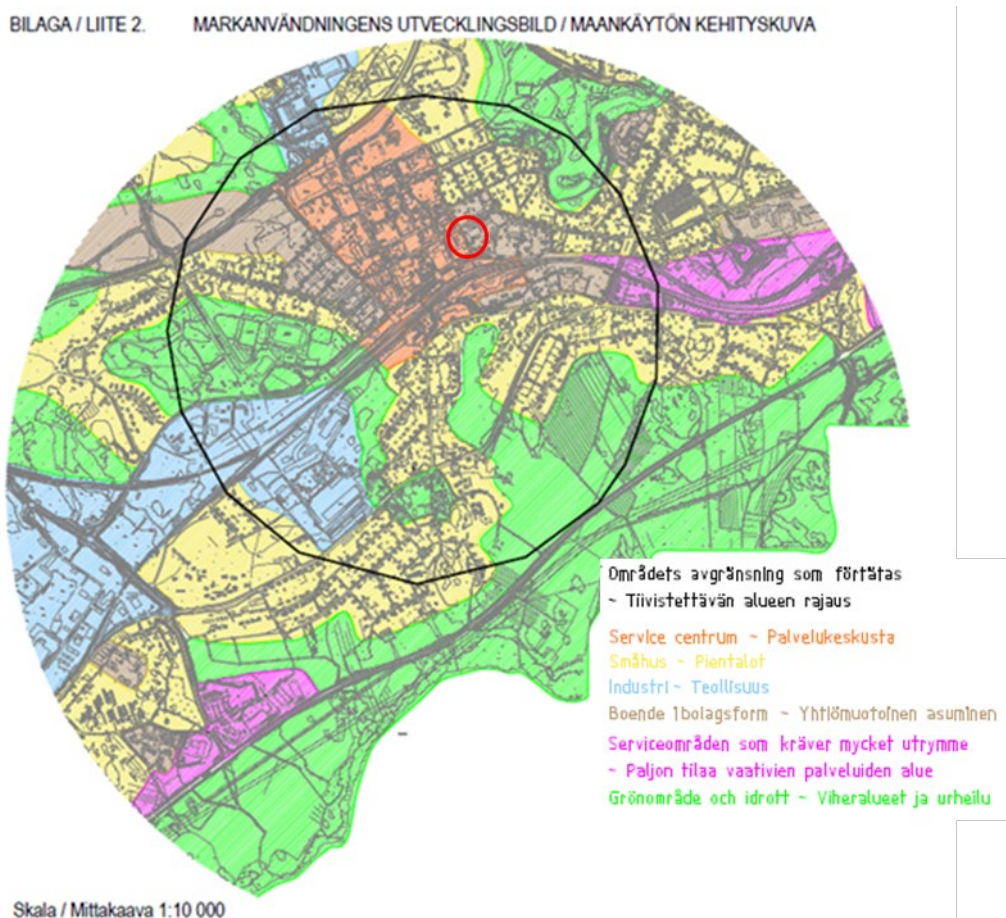 BILAGA / LIITE 2. MARKANVÄNDNINGENS UTVECKLINGSBILD / MAANKÄYTÖN KEHITYSKUVA
Områdets avgränsning som förtätas
~ Tiivistettävän alueen rajaus
Service centrum ~ Palvelukeskusta
Småhus ~ Pientalot
Industri ~ Teollisuus
Boende Ibolagsform ~ Yhtiömuotoinen asuminen
Serviceområden som kräver mycket utrymme
~ Paljon tilaa vaativien palveluiden alue
Grönområde och idrott ~ Viheralueet ja urheilu
Skala / Mittakaava 1:10 000